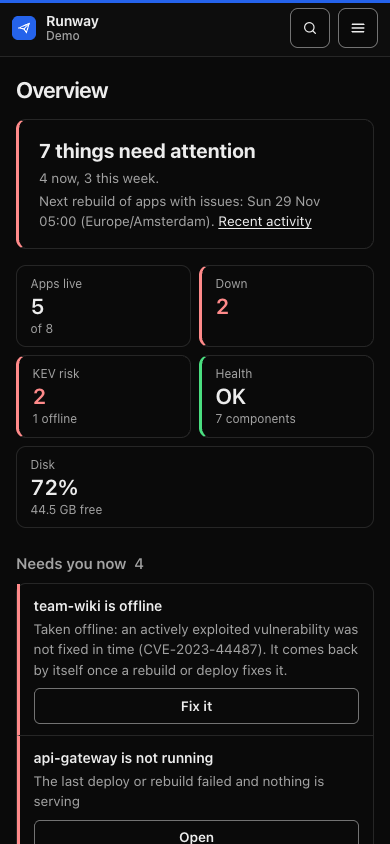 Runway
Demo
Overview
7 things need attention
4 now, 3 this week.
Next rebuild of apps with issues: Sun 29 Nov
05:00 (Europe/Amsterdam). Recent activity
Apps live
5
of 8
Down
2
KEV risk
2
1 offline
Health
OK
7 components
Disk
72%
44.5 GB free
Needs you now 4
team-wiki is offline
Taken offline: an actively exploited vulnerability was
not fixed in time (CVE-2023-44487). It comes back
by itself once a rebuild or deploy fixes it.
Fix it
api-gateway is not running
The last deploy or rebuild failed and nothing is
serving
Open